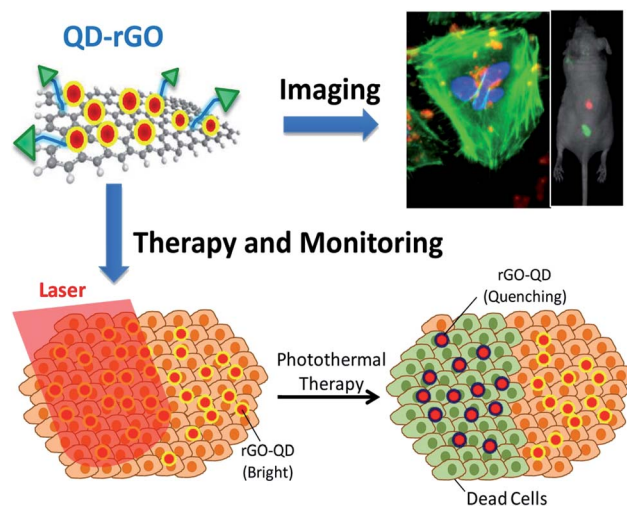 QD-rGO
Imaging
Therapy and Monitoring
Laser
rGO-QD
(Bright)
Photothermal
Therapy
rGO-QD
(Quenching)
Dead Cells